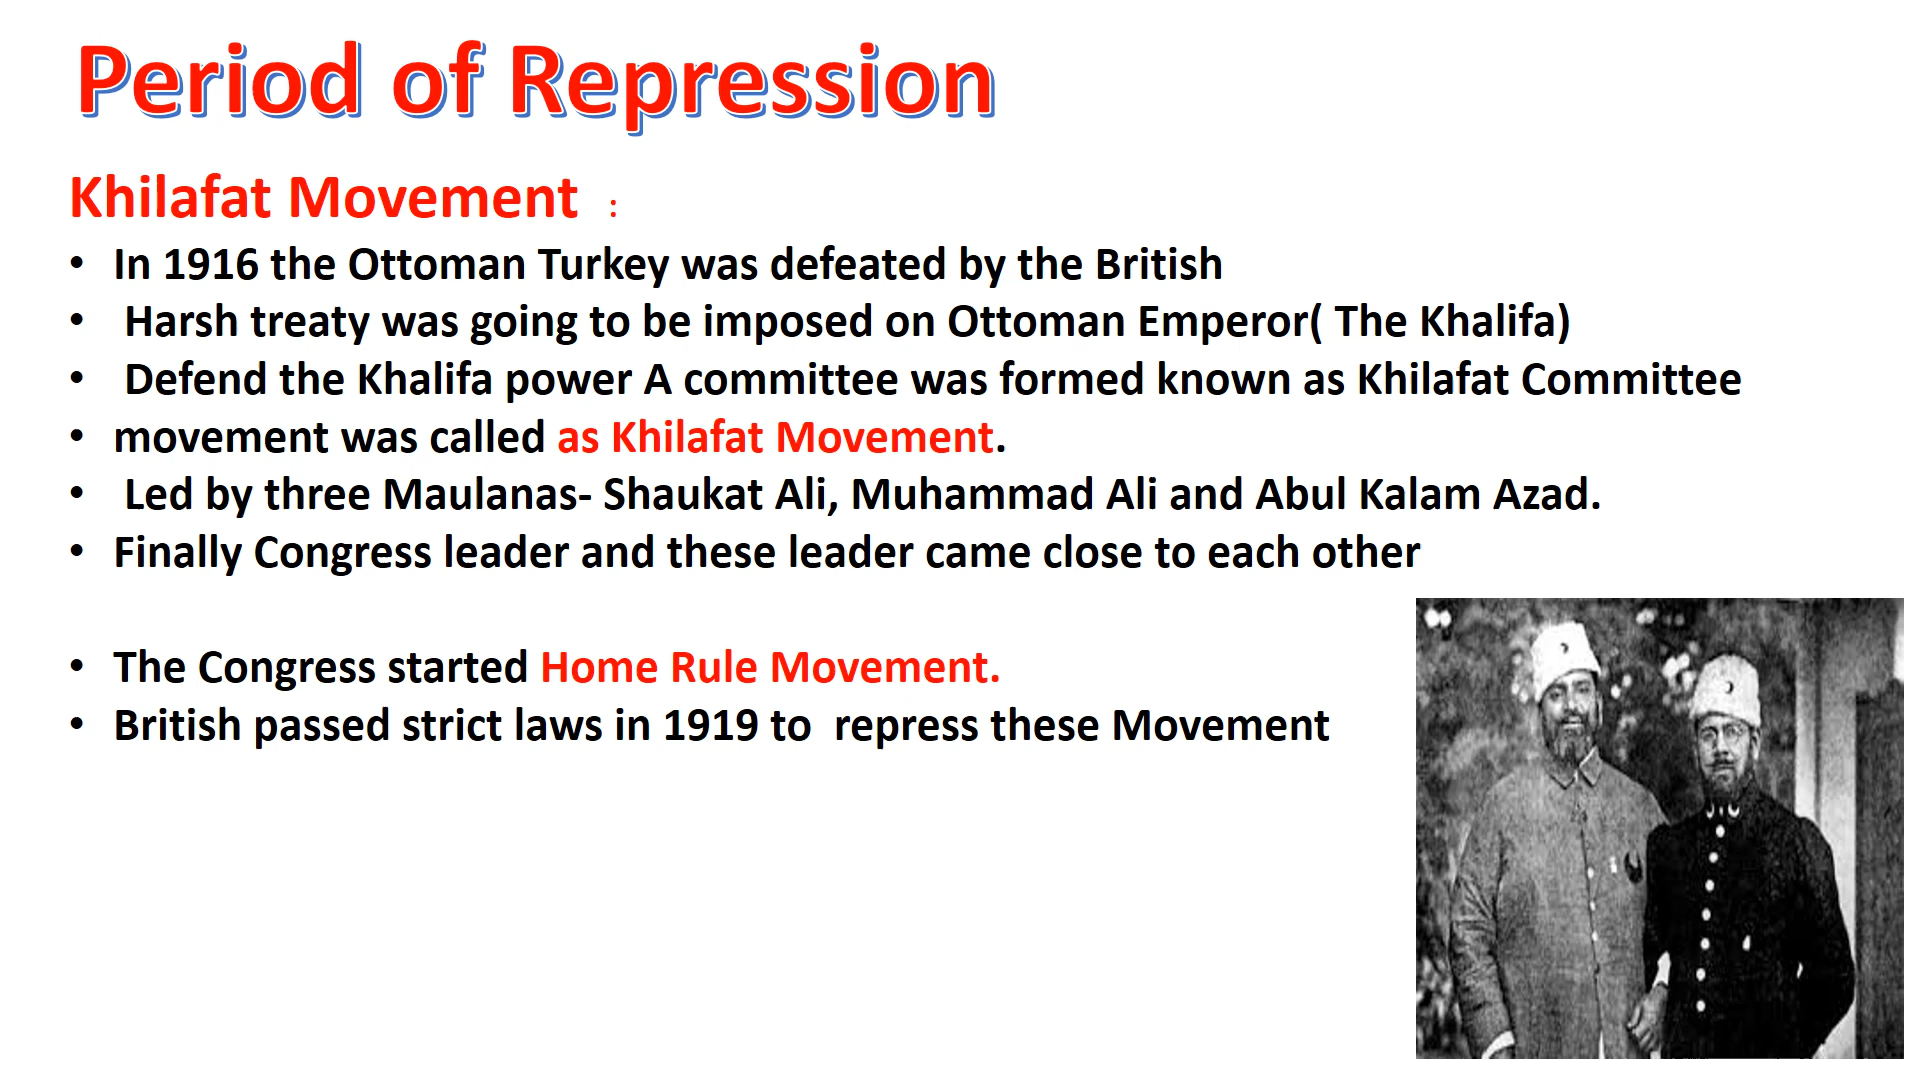 Period of Repression
Khilafat Movement :
• In 1916 the Ottoman Turkey was defeated by the British
• Harsh treaty was going to be imposed on Ottoman Emperor( The Khalifa)
• Defend the Khalifa power A committee was formed known as Khilafat Committee
• movement was called as Khilafat Movement.
• Led by three Maulanas- Shaukat Ali, Muhammad Ali and Abul Kalam Azad.
• Finally Congress leader and these leader came close to each other
• The Congress started Home Rule Movement.
• British passed strict laws in 1919 to  repress these Movement